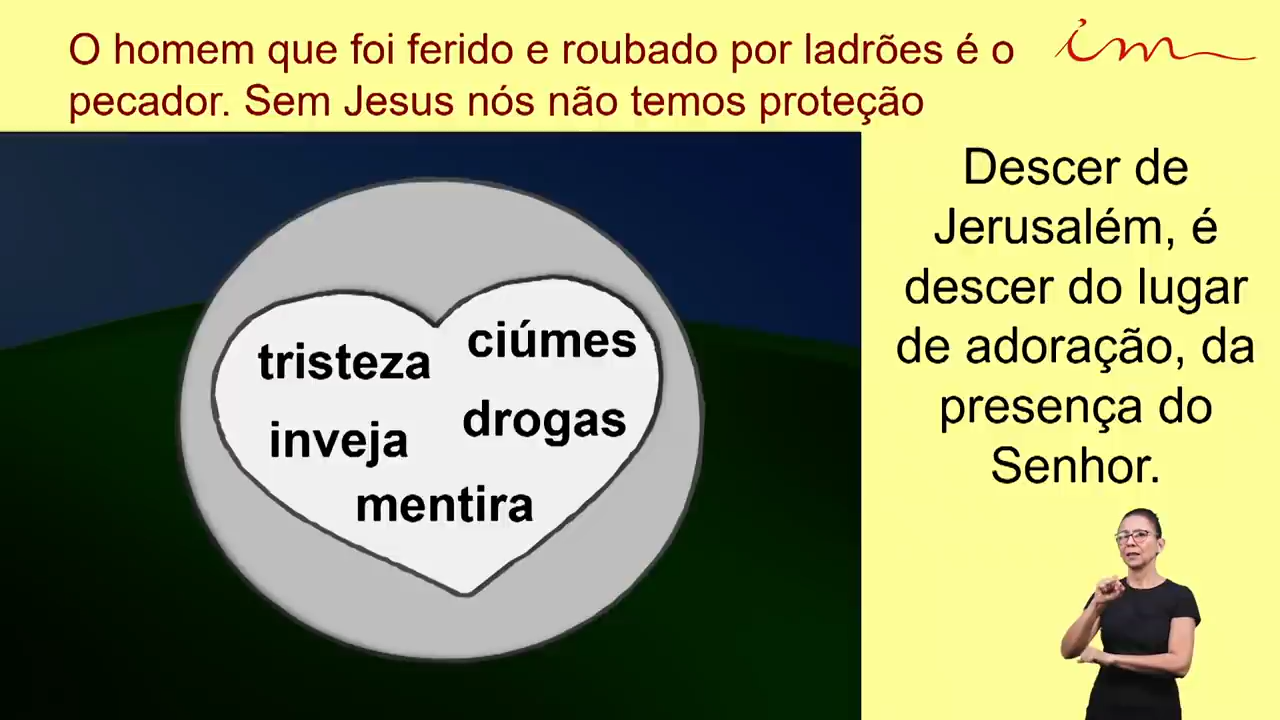 O homem que foi ferido e roubado por ladrões é o
pecador. Sem Jesus nós não temos proteção
im
Descer de
Jerusalém, é
descer do lugar
de adoração, da
presença do
Senhor.
tristeza
ciúmes
inveja
drogas
mentira